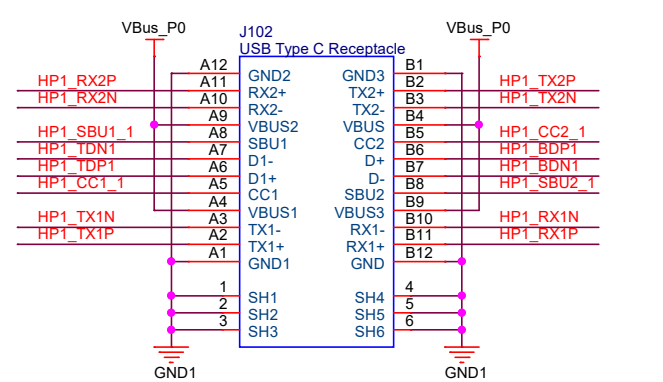 VBus_P0 VBus_P0
J102
USB Type C Receptacle
A12 GND2 GND3 B1
HP1_RX2P A11 RX2+ TX2+ B2 HP1_TX2P
HP1_RX2N A10 RX2- TX2- B3 HP1_TX2N
A9 VBUS2 VBUS B4
HP1_SBU1_1 A8 SBU1 CC2 B5 HP1_CC2_1
HP1_TDN1 A7 D1- D+ B6 HP1_BDP1
HP1_TDP1 A6 D1+ D- B7 HP1_BDN1
HP1_CC1_1 A5 CC1 SBU2 B8 HP1_SBU2_1
A4 VBUS1 VBUS3 B9
HP1_TX1N A3 TX1- RX1- B10 HP1_RX1N
HP1_TX1P A2 TX1+ RX1+ B11 HP1_RX1P
A1 GND1 GND B12
1 SH1 SH4 4
2 SH2 SH5 5
3 SH3 SH6 6
GND1 GND1